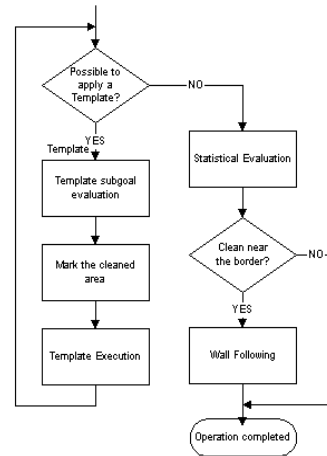 Possible to
apply a
Template?
NO
YES
Template
Template subgoal
evaluation
Statistical Evaluation
Mark the cleaned
area
Clean near
the border?
NO
YES
Template Execution
Wall Following
Operation completed